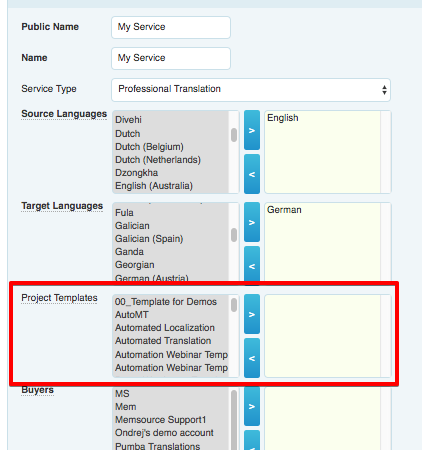 Public Name My Service
Name My Service
Service Type Professional Translation
Source Languages
Divehi
Dutch
Dutch (Belgium)
Dutch (Netherlands)
Dzongkha
English (Australia)
>
<
English
Target Languages
Fula
Galician
Galician (Spain)
Ganda
Georgian
German (Austria)
>
<
German
Project Templates
00_Template for Demos
AutoMT
Automated Localization
Automated Translation
Automation Webinar Temp
Automation Webinar Temp
>
<
Buyers
MS
Mem
Memsource Support1
Ondrej's demo account
Pumba Translations
>
<